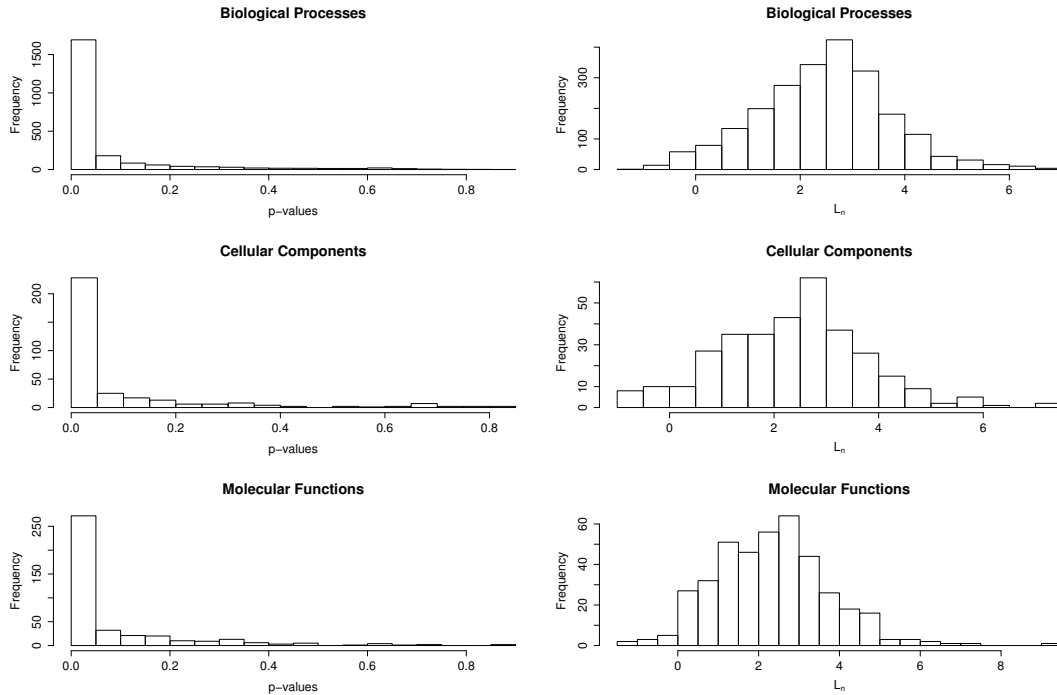 Biological Processes
Frequency
0 500 1000 1500
0.0 0.2 0.4 0.6 0.8
p−values
Biological Processes
Frequency
0 100 300
0 2 4 6
Lₙ
Cellular Components
Frequency
0 50 100 200
0.0 0.2 0.4 0.6 0.8
p−values
Cellular Components
Frequency
0 10 30 50
0 2 4 6
Lₙ
Molecular Functions
Frequency
0 50 150 250
0.0 0.2 0.4 0.6 0.8
p−values
Molecular Functions
Frequency
0 20 40 60
0 2 4 6 8
Lₙ